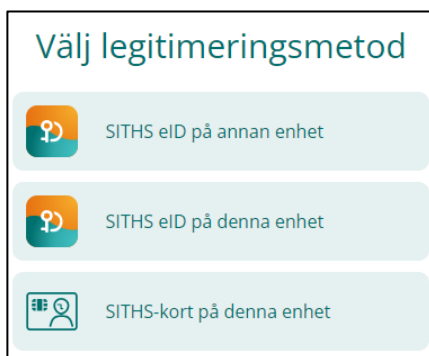 Välj legitimeringsmetod
SITHS eID på annan enhet
SITHS eID på denna enhet
SITHS-kort på denna enhet